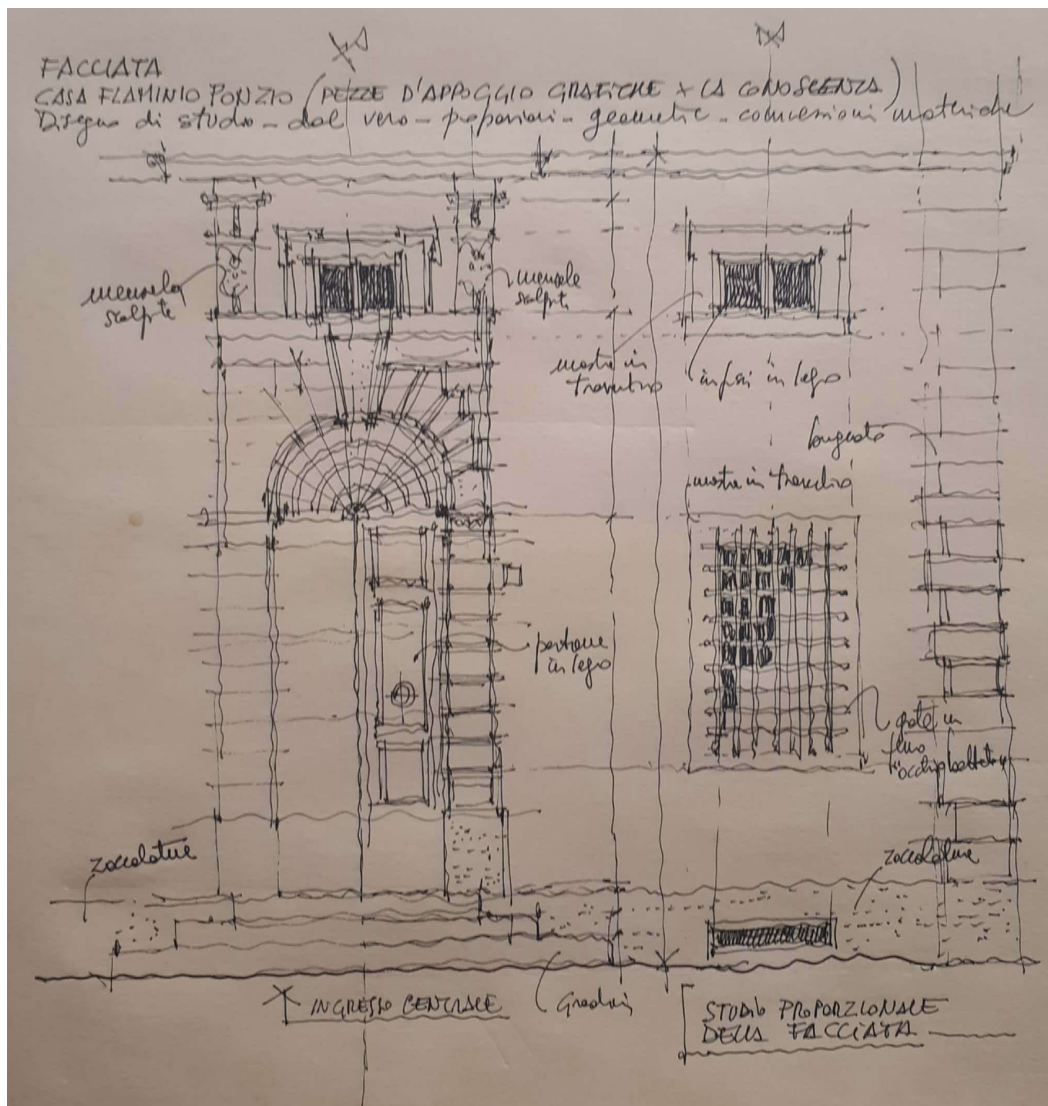 FACCIATA
CASA FLAMINIO PONZIO (PEZZE D'APPOGGIO GRAFICHE X LA CONOSCENZA)
Disegno di studio - dal vero - proporzioni - geometrie - connessioni materiche
mensola
scolpite
mensole
scolpite
mostre in
travertino
infissi in legno
bugnato
mostre in travertino
portone
in legno
grate in
ferro
zoccolature
zoccolature
INGRESSO CENTRALE
Gradini
STUDIO PROPORZIONALE
DELLA FACCIATA